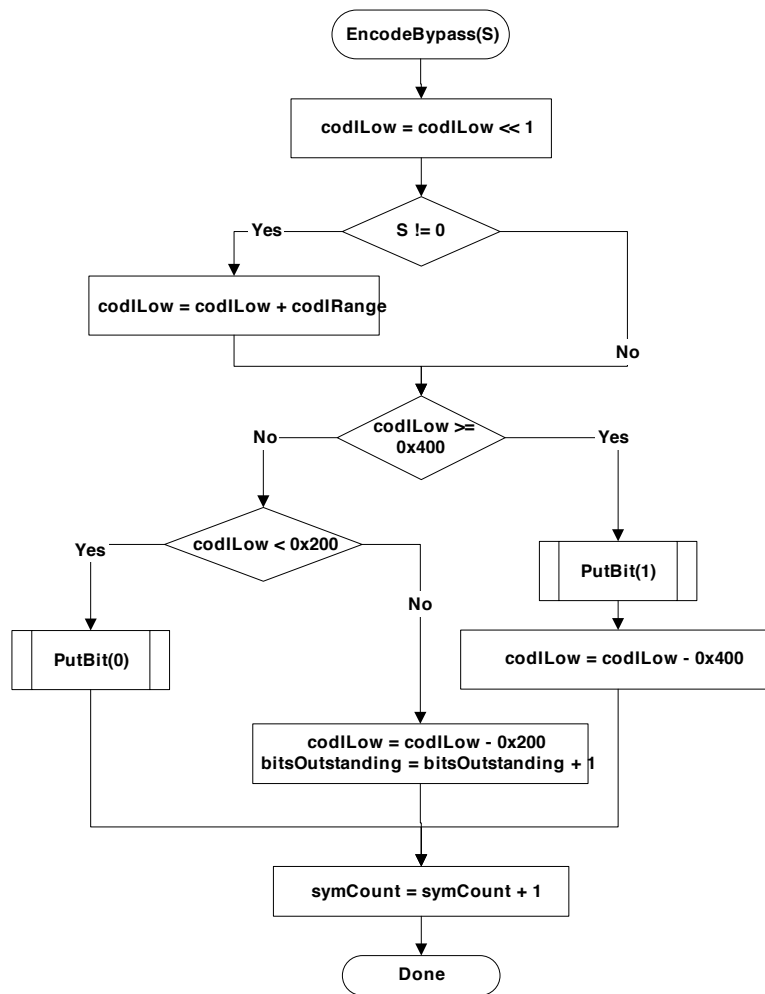 EncodeBypass(S)
codILow = codILow << 1
S != 0
Yes
codILow = codILow + codIRange
No
codILow >=
0x400
No
Yes
codILow < 0x200
Yes
No
PutBit(1)
PutBit(0)
codILow = codILow - 0x400
codILow = codILow - 0x200
bitsOutstanding = bitsOutstanding + 1
symCount = symCount + 1
Done